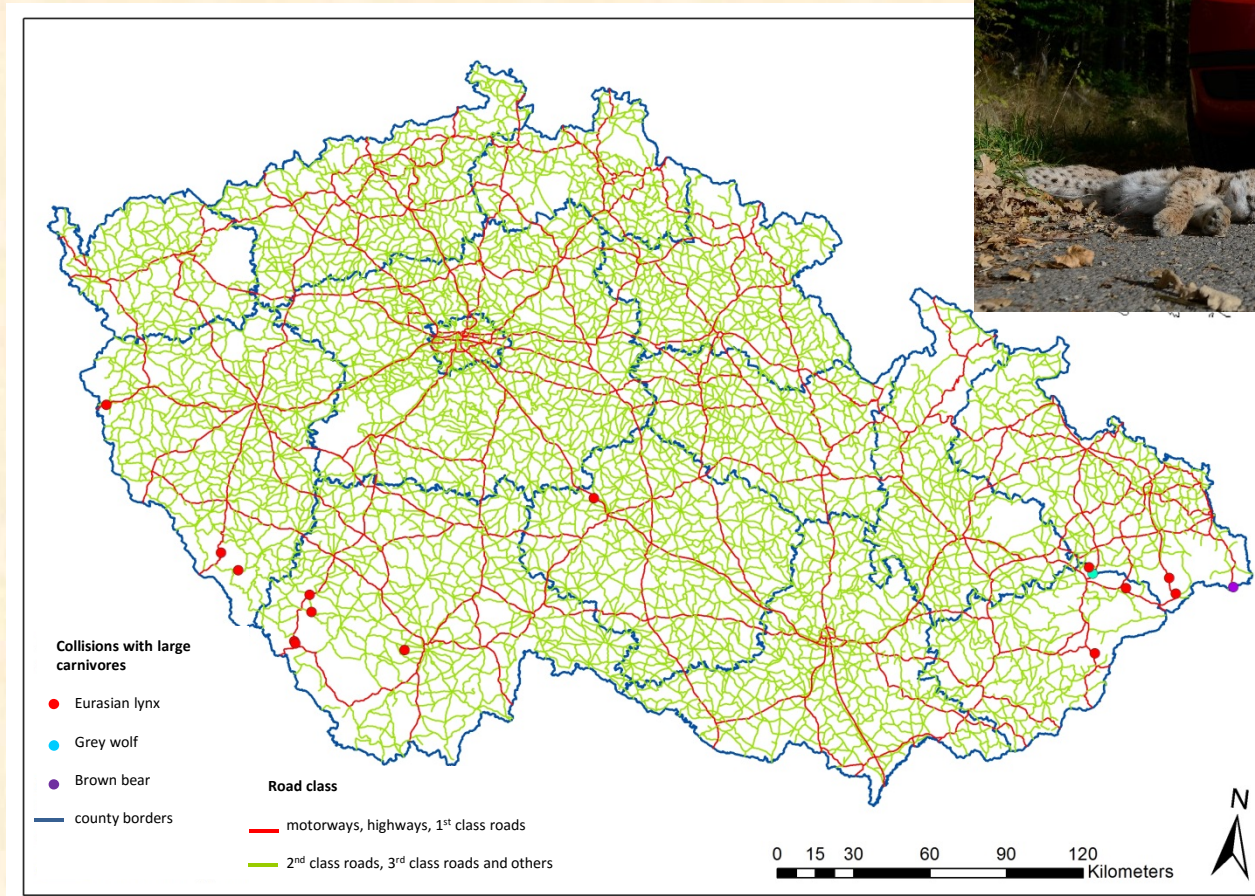 Collisions with large
carnivores
Eurasian lynx
Grey wolf
Brown bear
county borders
Road class
motorways, highways, 1st class roads
2nd class roads, 3rd class roads and others
0 15 30 60 90 120
Kilometers
N